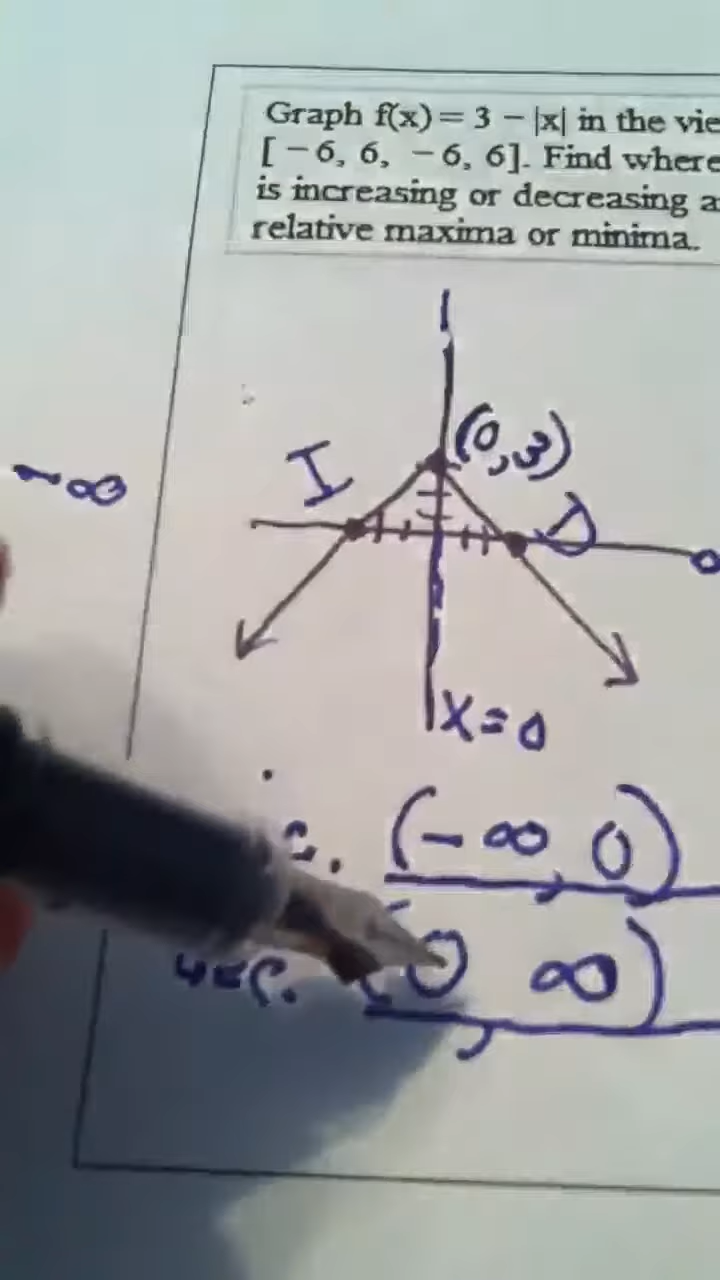 Graph f(x) = 3 − |x| in the vie
[ − 6, 6, − 6, 6]. Find where
is increasing or decreasing a
relative maxima or minima.
(0,3)
I
-∞
D
x=0
c. (-∞, 0)
(0, ∞)